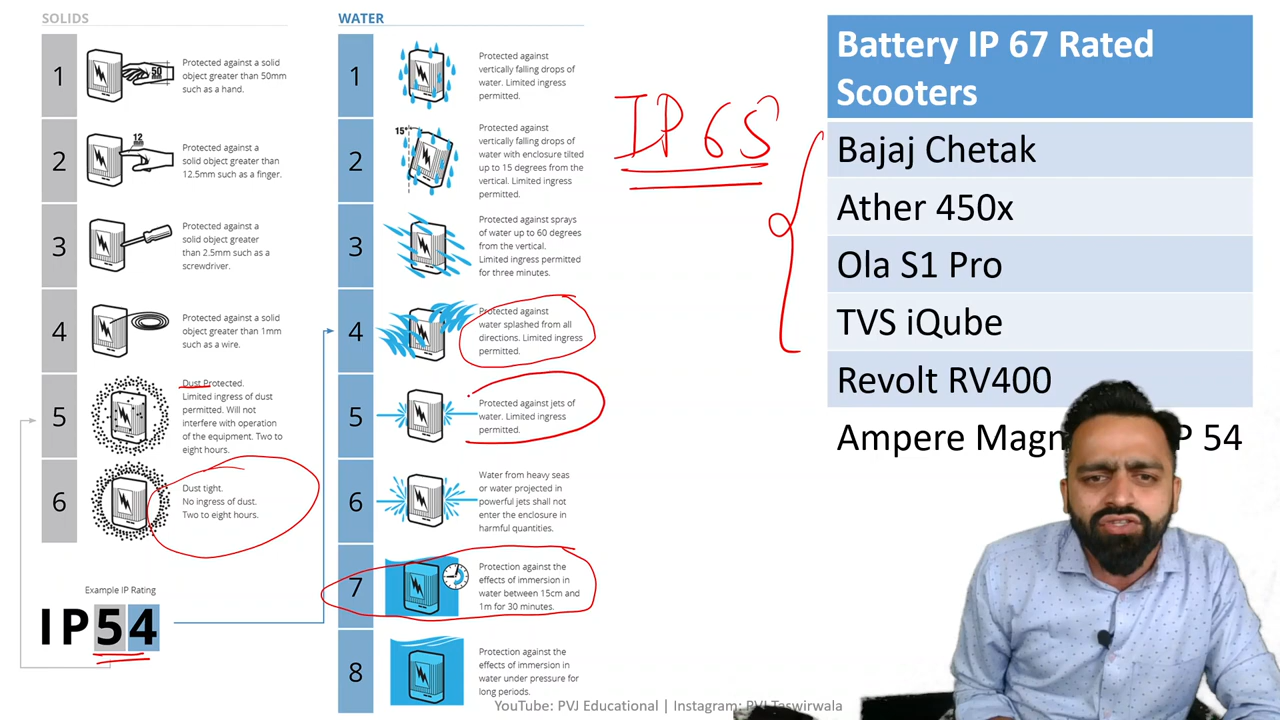 SOLIDS
1
50
Protected against a solid
object greater than 50mm
such as a hand.
2
12
mm
Protected against a
solid object greater than
12.5mm such as a finger.
3
Protected against a
solid object greater
than 2.5mm such as a
screwdriver.
4
Protected against a solid
object greater than 1mm
such as a wire.
5
Dust Protected.
Limited ingress of dust
permitted. Will not
interfere with operation
of the equipment. Two to
eight hours.
6
Dust tight.
No ingress of dust.
Two to eight hours.
Example IP Rating
IP54
WATER
1
Protected against
vertically falling drops of
water. Limited ingress
permitted.
2
15°
Protected against
vertically falling drops of
water with enclosure tilted
up to 15 degrees from the
vertical. Limited ingress
permitted.
3
Protected against sprays
of water up to 60 degrees
from the vertical.
Limited ingress permitted
for three minutes.
4
Protected against
water splashed from all
directions. Limited ingress
permitted.
5
Protected against jets of
water. Limited ingress
permitted.
6
Water from heavy seas
or water projected in
powerful jets shall not
enter the enclosure in
harmful quantities.
7
Protection against the
effects of immersion in
water between 15cm and
1m for 30 minutes.
8
Protection against the
effects of immersion in
water under pressure for
long periods.
IP65
Battery IP 67 Rated
Scooters
Bajaj Chetak
Ather 450x
Ola S1 Pro
TVS iQube
Revolt RV400
Ampere P 54
YouTube: PVJ Educational | Instagram: PVJ Taswirwala